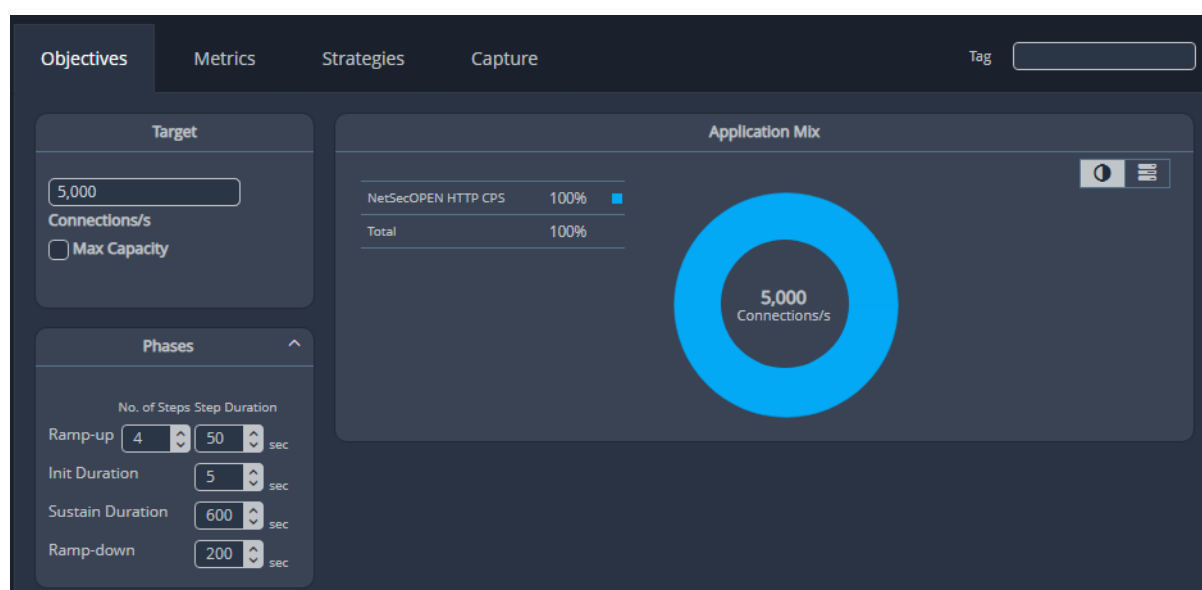 Objectives Metrics Strategies Capture Tag
Target
5,000
Connections/s
Max Capacity
Phases
No. of Steps Step Duration
Ramp-up 4 50 sec
Init Duration 5 sec
Sustain Duration 600 sec
Ramp-down 200 sec
Application Mix
NetSecOPEN HTTP CPS 100%
Total 100%
5,000
Connections/s